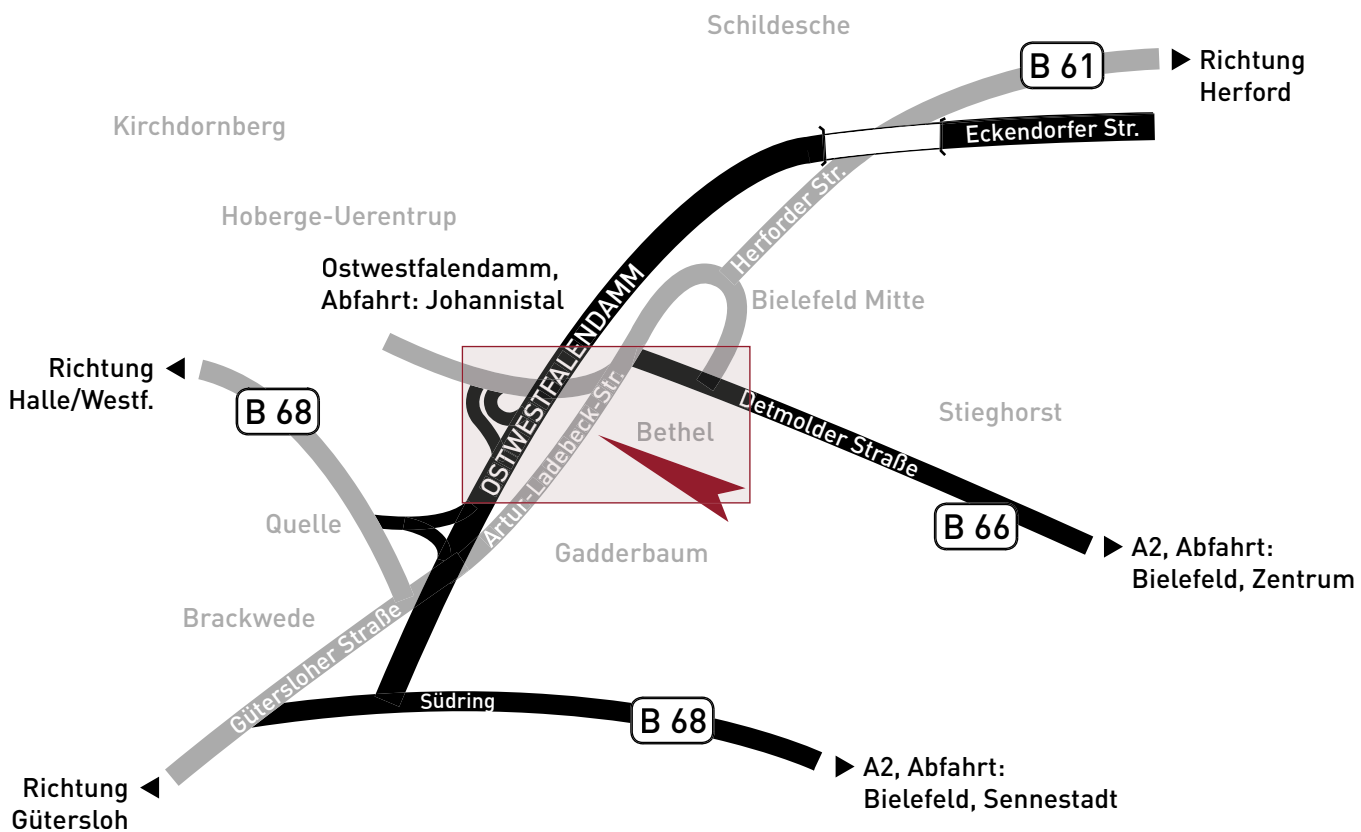 Schildesche
B 61
Richtung
Herford
Kirchdornberg
Eckendorfer Str.
Herforder Str.
Hoberge-Uerentrup
Ostwestfalendamm,
Abfahrt: Johannistal
OSTWESTFALENDAMM
Bielefeld Mitte
Richtung
Halle/Westf.
B 68
Artur-Ladebeck-Str.
Bethel
Detmolder Straße
Stieghorst
Quelle
Gadderbaum
B 66
A2, Abfahrt:
Bielefeld, Zentrum
Brackwede
Gütersloher Straße
Südring
B 68
A2, Abfahrt:
Bielefeld, Sennestadt
Richtung
Gütersloh